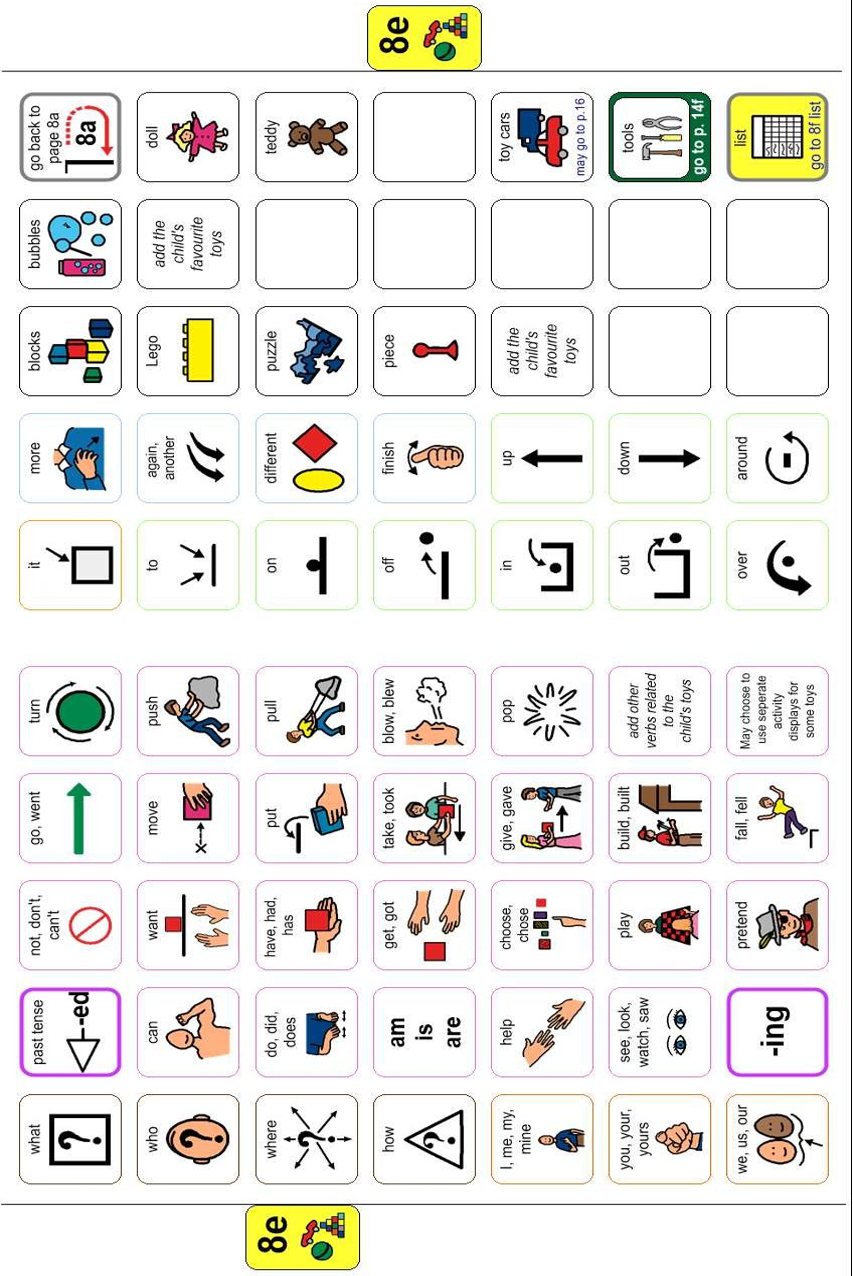 what
past tense
-ed
not, don't,
can't
go, went
turn
it
more
blocks
bubbles
go back to
page 8a
8a
who
can
want
move
push
to
again,
another
Lego
add the
child's
favourite
toys
doll
8e
where
do, did,
does
have, had,
has
put
pull
on
different
puzzle
teddy
how
am
is
are
get, got
take, took
blow, blew
off
finish
piece
8e
I, me, my,
mine
help
choose,
chose
give, gave
pop
in
up
add the
child's
favourite
toys
toy cars
may go to p.16
you, your,
yours
see, look,
watch, saw
play
build, built
add other
verbs related
to the
child's toys
out
down
tools
go to p. 14f
we, us, our
-ing
pretend
fall, fell
May choose to
use seperate
activity
displays for
some toys
over
around
list
go to 8f list